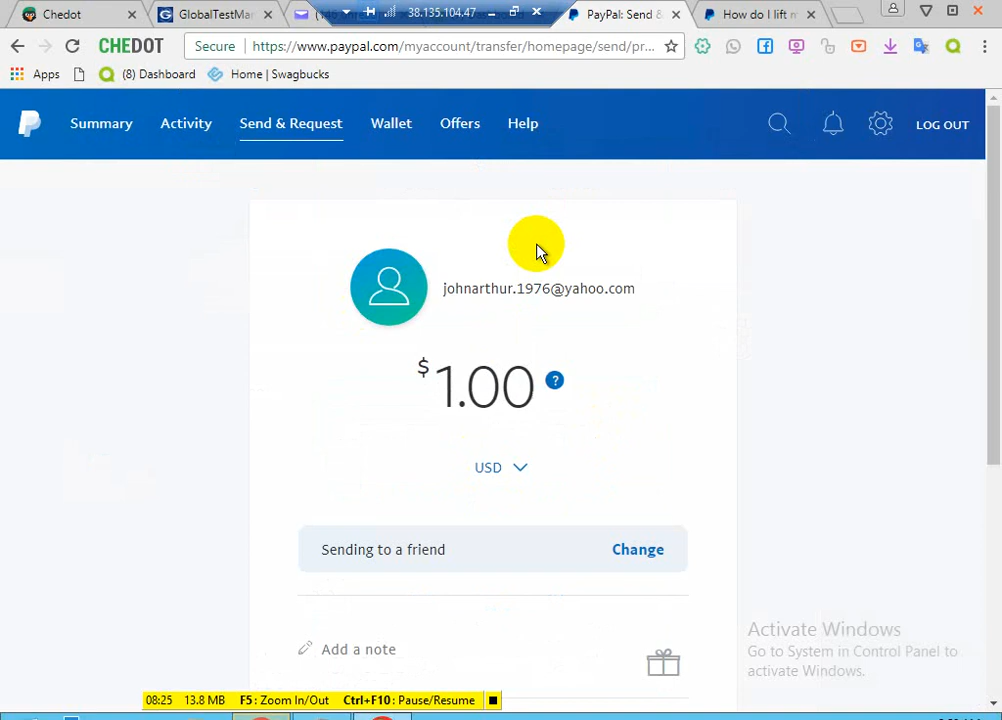 Chedot
GlobalTestMar
38.135.104.47
PayPal: Send &
How do I lift m
CHEDOT
Secure
https://www.paypal.com/myaccount/transfer/homepage/send/pr...
Apps
(8) Dashboard
Home | Swagbucks
Summary
Activity
Send & Request
Wallet
Offers
Help
LOG OUT
johnarthur.1976@yahoo.com
$ 1.00 ?
USD
Sending to a friend
Change
Add a note
Activate Windows
Go to System in Control Panel to
activate Windows.
08:25 13.8 MB F5: Zoom In/Out Ctrl+F10: Pause/Resume